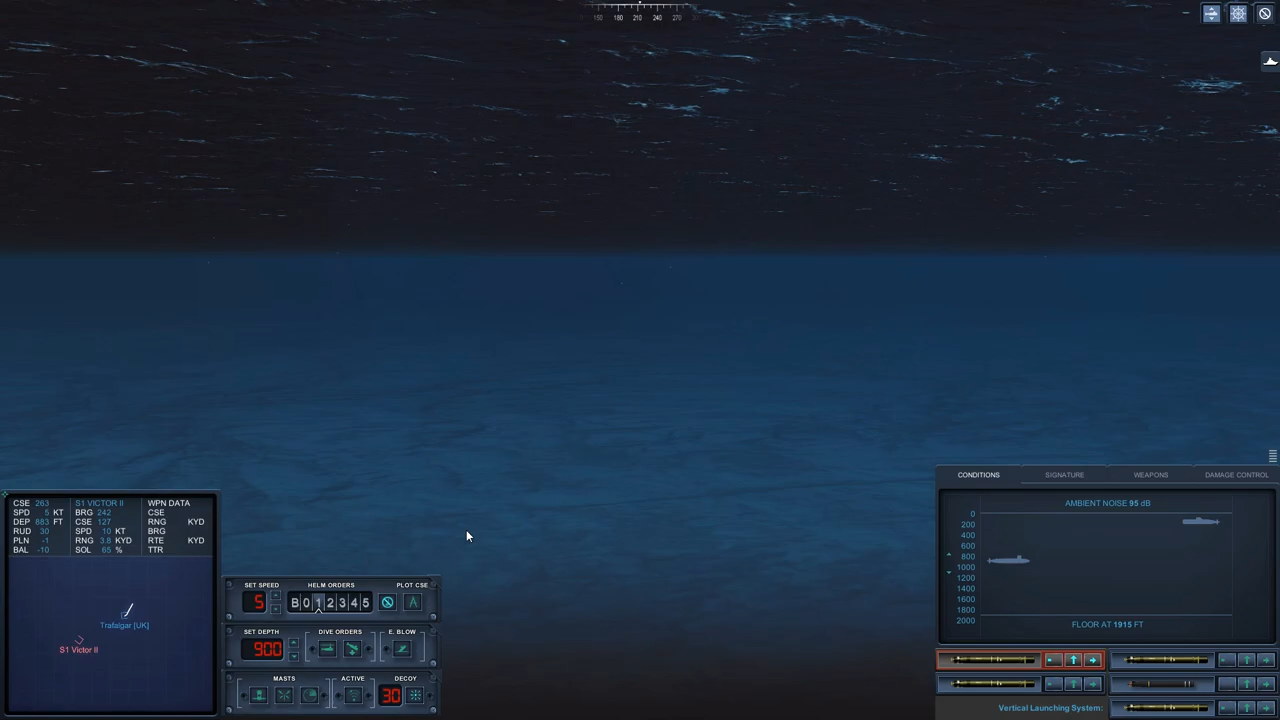 150 180 210 240 270
CSE 263 S1 VICTOR II WPN DATA
SPD 5 KT BRG 242 CSE
DEP 883 FT CSE 127 RNG KYD
RUD 30 SPD 10 KT BRG
PLN -1 RNG 3.8 KYD RTE KYD
BAL -10 SOL 65 % TTR
Trafalgar [UK]
S1 Victor II
SET SPEED HELM ORDERS PLOT CSE
5 B 0 1 2 3 4 5
SET DEPTH DIVE ORDERS E. BLOW
900
MASTS ACTIVE DECOY
30
CONDITIONS SIGNATURE WEAPONS DAMAGE CONTROL
AMBIENT NOISE 95 dB
0
200
400
600
800
1000
1200
1400
1600
1800
2000
FLOOR AT 1915 FT
Vertical Launching System: